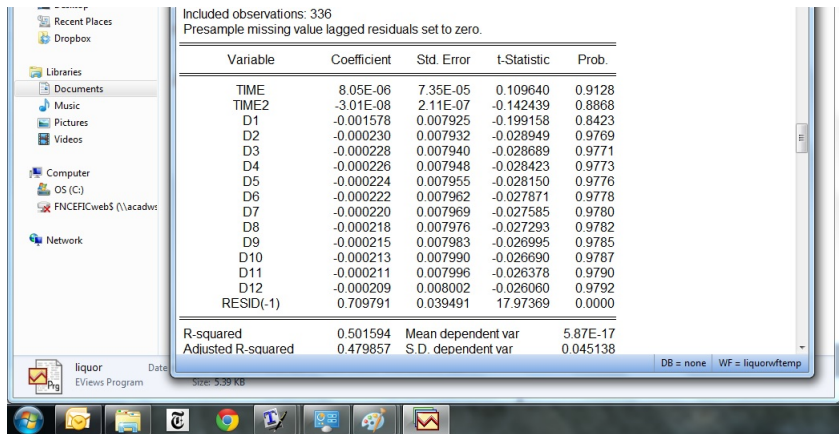 Recent Places
Dropbox
Libraries
Documents
Music
Pictures
Videos
Computer
OS (C:)
FNCEFICweb$ (\\acadws
Network
Included observations: 336
Presample missing value lagged residuals set to zero.
Variable Coefficient Std. Error t-Statistic Prob.
TIME 8.05E-06 7.35E-05 0.109640 0.9128
TIME2 -3.01E-08 2.11E-07 -0.142439 0.8868
D1 -0.001578 0.007925 -0.199158 0.8423
D2 -0.000230 0.007932 -0.028949 0.9769
D3 -0.000228 0.007940 -0.028689 0.9771
D4 -0.000226 0.007948 -0.028423 0.9773
D5 -0.000224 0.007955 -0.028150 0.9776
D6 -0.000222 0.007962 -0.027871 0.9778
D7 -0.000220 0.007969 -0.027585 0.9780
D8 -0.000218 0.007976 -0.027293 0.9782
D9 -0.000215 0.007983 -0.026995 0.9785
D10 -0.000213 0.007990 -0.026690 0.9787
D11 -0.000211 0.007996 -0.026378 0.9790
D12 -0.000209 0.008002 -0.026060 0.9792
RESID(-1) 0.709791 0.039491 17.97369 0.0000
R-squared 0.501594 Mean dependent var 5.87E-17
Adjusted R-squared 0.479857 S.D. dependent var 0.045138
DB = none WF = liquorwftemp
Prg
liquor Date
EViews Program Size: 5.39 KB